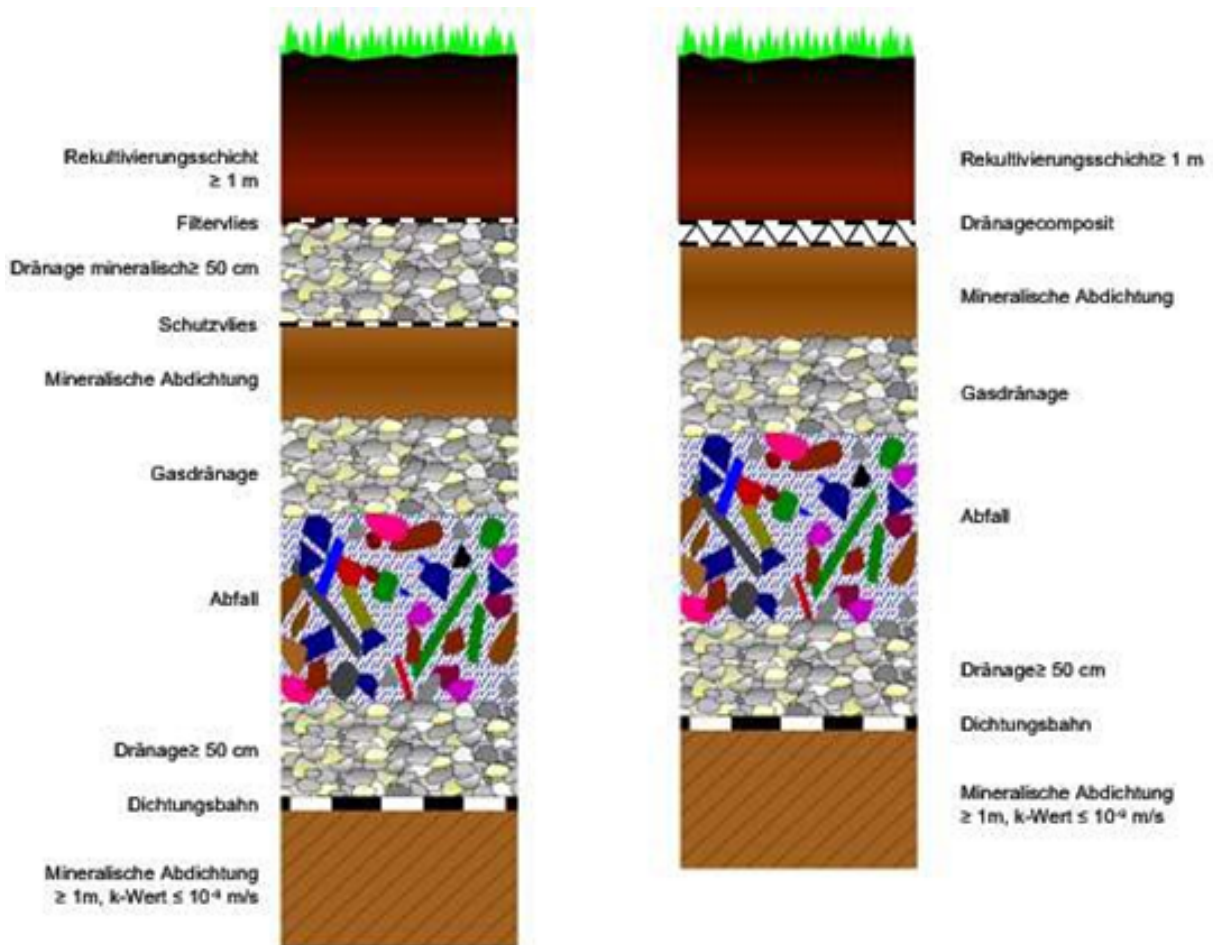 Rekultivierungsschicht
≥ 1 m
Filtervlies
Dränage mineralisch≥ 50 cm
Schutzvlies
Mineralische Abdichtung
Gasdränage
Abfall
Dränage≥ 50 cm
Dichtungsbahn
Mineralische Abdichtung
≥ 1m, k-Wert ≤ 10⁻⁹ m/s
Rekultivierungsschicht≥ 1 m
Dränagecomposit
Mineralische Abdichtung
Gasdränage
Abfall
Dränage≥ 50 cm
Dichtungsbahn
Mineralische Abdichtung
≥ 1m, k-Wert ≤ 10⁻⁹ m/s